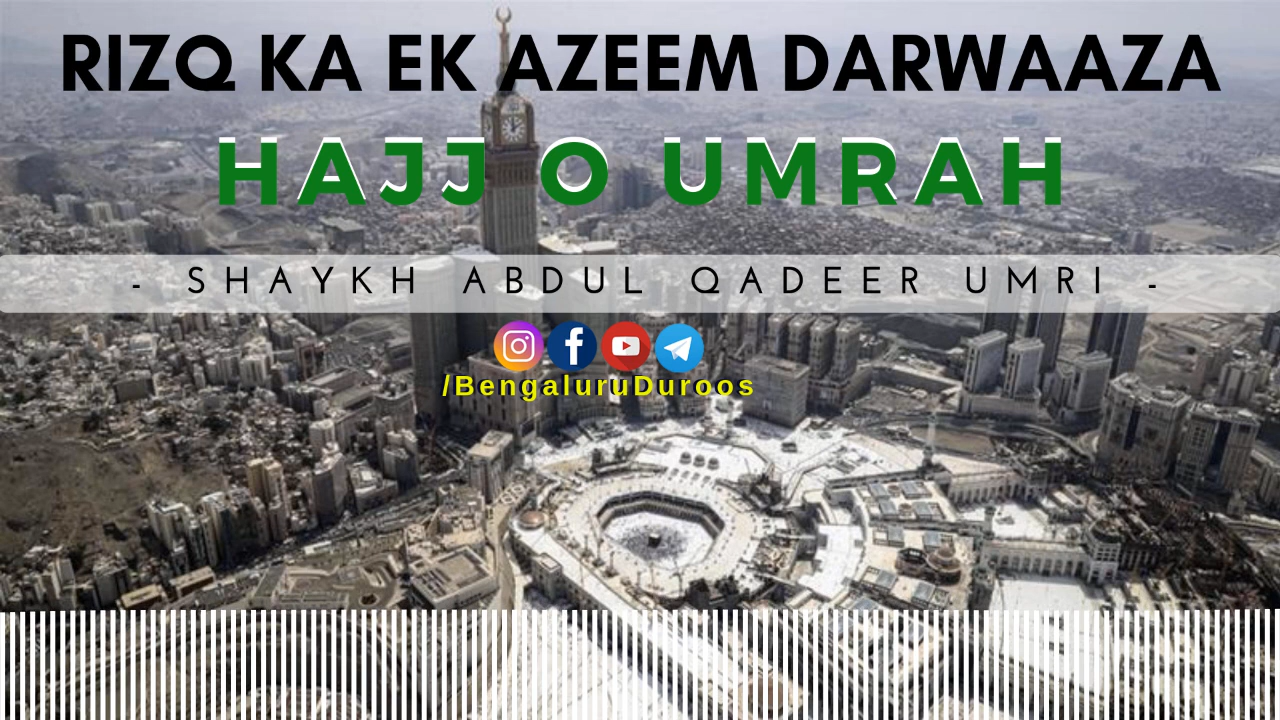 RIZQ KA EK AZEEM DARWAAZA
HAJJ O UMRAH
- SHAYKH ABDUL QADEER UMRI -
/BengaluruDuroos